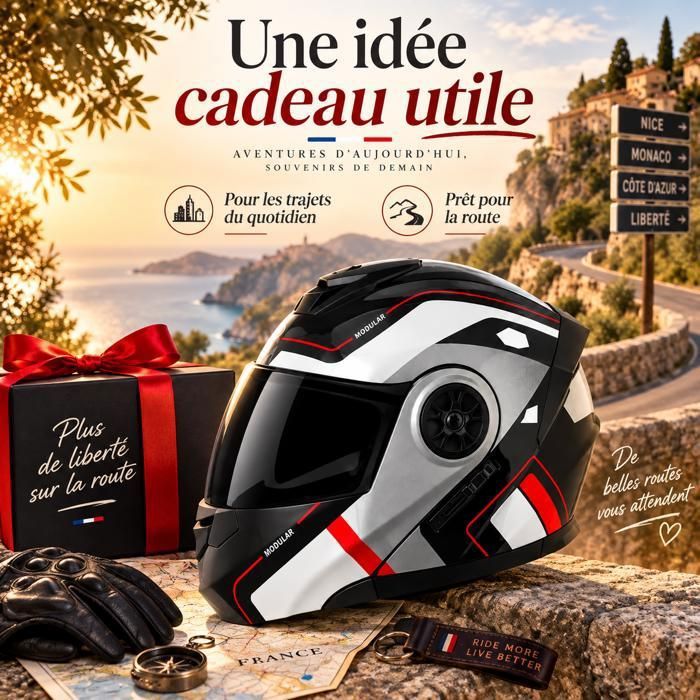 Une idée
cadeau utile
AVENTURES D'AUJOURD'HUI,
SOUVENIRS DE DEMAIN
Pour les trajets
du quotidien
Prêt pour
la route
NICE
MONACO
CÔTE D'AZUR
LIBERTÉ
MODULAR
Plus
de liberté
sur la route
De
belles routes
vous attendent
MODULAR
FRANCE
RIDE MORE
LIVE BETTER